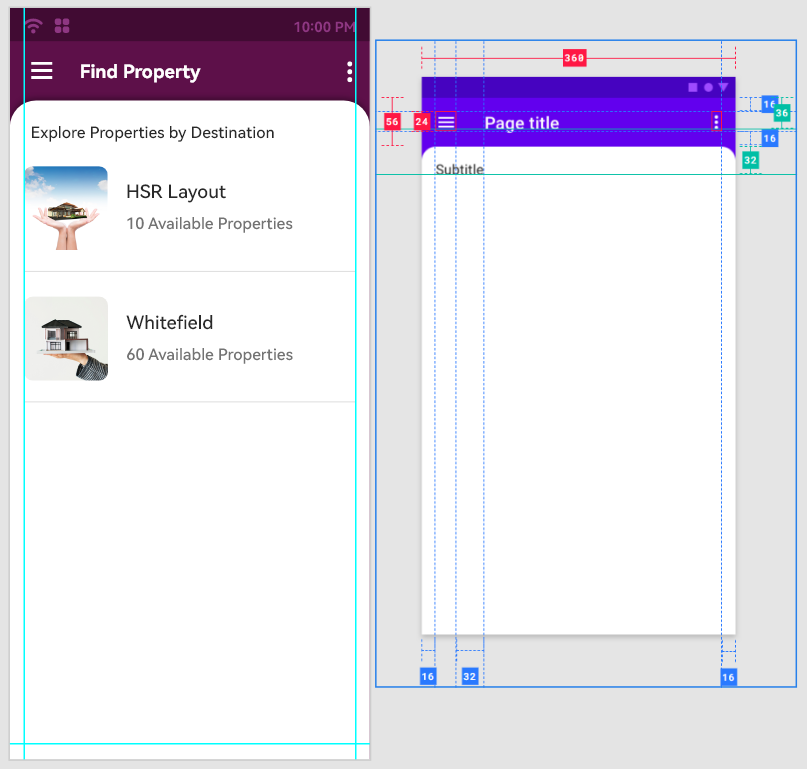 10:00 PM
Find Property
Explore Properties by Destination
HSR Layout
10 Available Properties
Whitefield
60 Available Properties
360
56
24
Page title
16
36
16
32
Subtitle
16
32
16